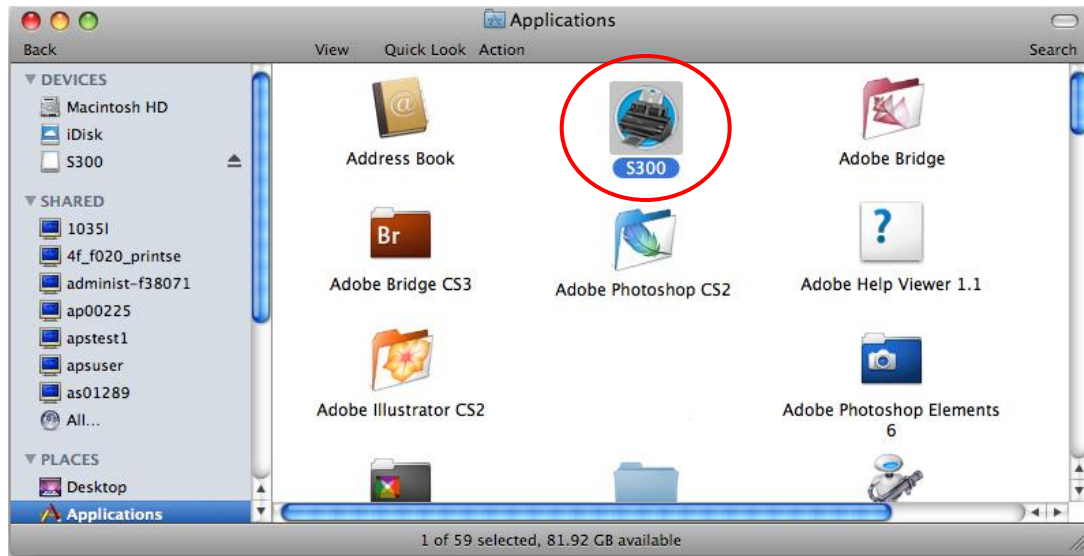 Applications
Back View Quick Look Action Search
DEVICES
Macintosh HD
iDisk
S300
SHARED
1035l
4f_f020_printse
administ-f38071
ap00225
apstest1
apsuser
as01289
All...
PLACES
Desktop
Applications
@
Address Book
S300
Adobe Bridge
Br
Adobe Bridge CS3
Adobe Photoshop CS2
?
Adobe Help Viewer 1.1
Adobe Illustrator CS2
Adobe Photoshop Elements
6
1 of 59 selected, 81.92 GB available